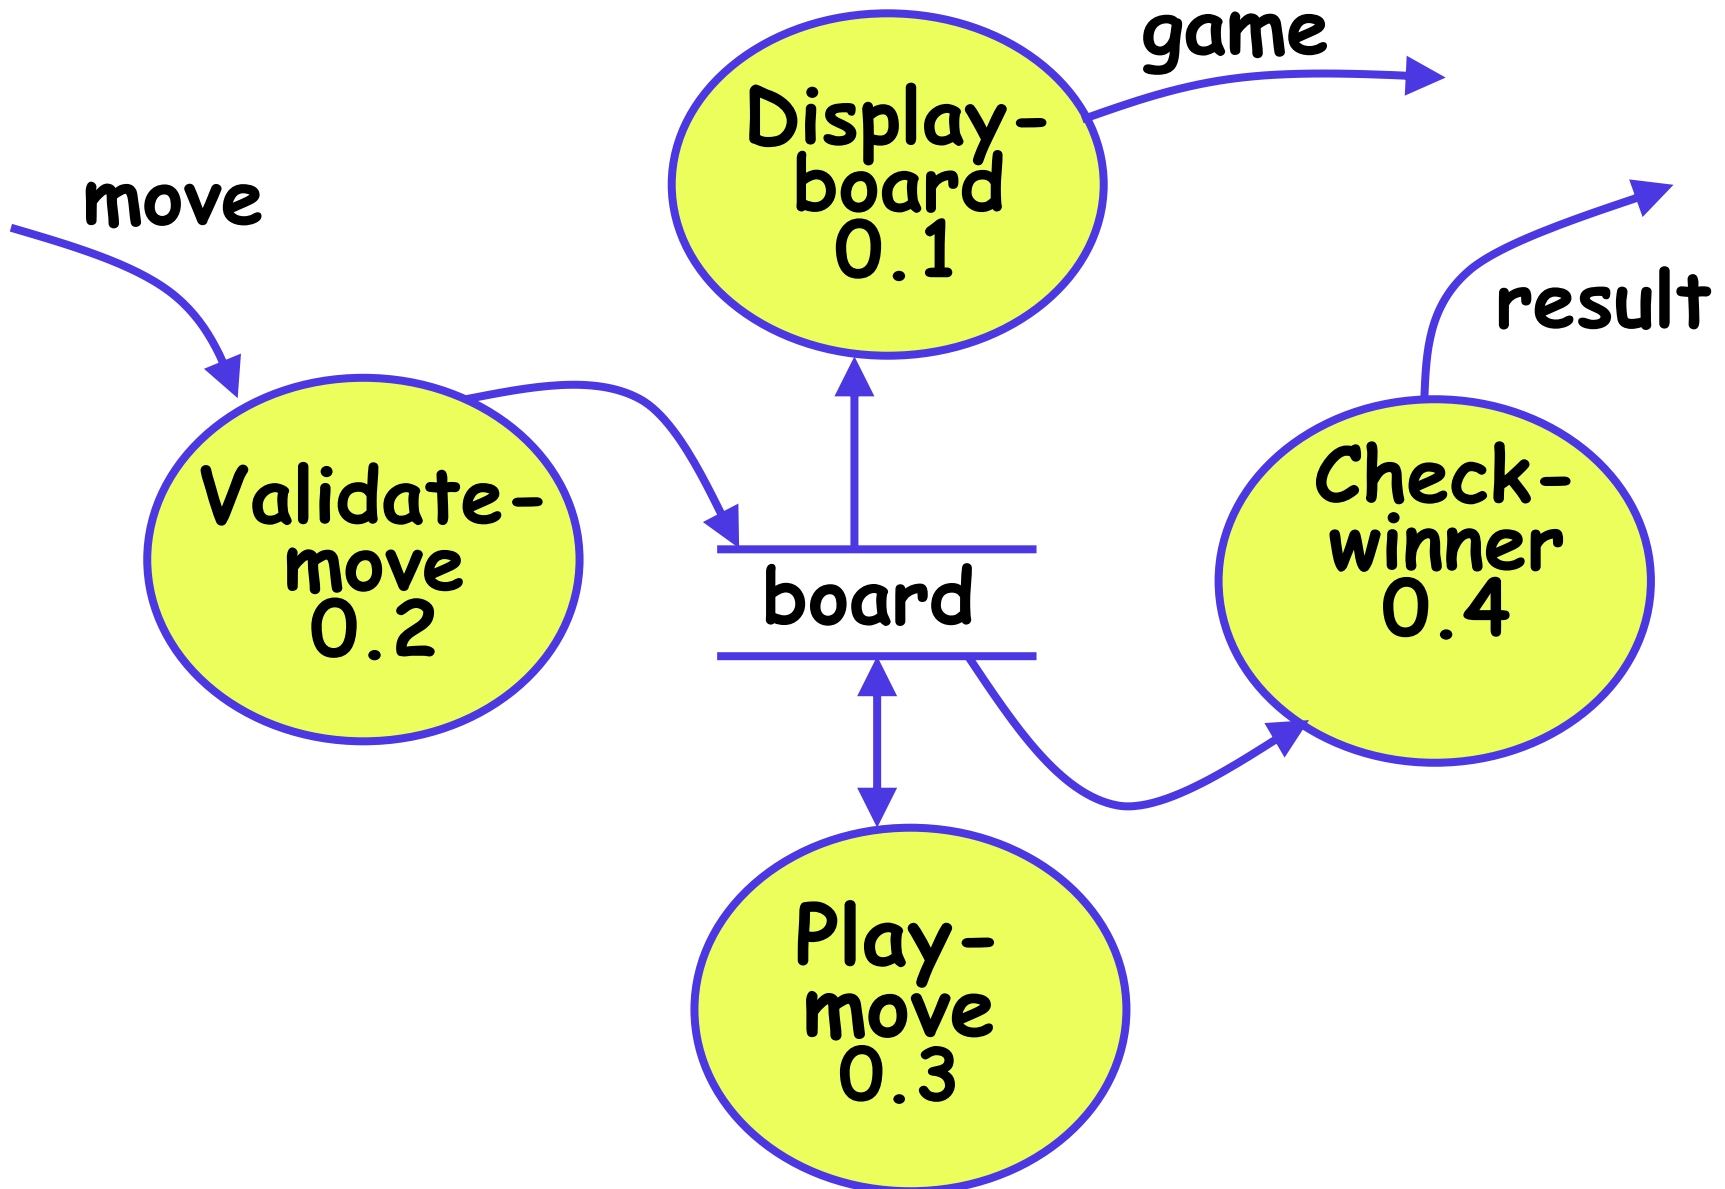 game
Display-
board
0.1
move
result
Validate-
move
0.2
Check-
winner
0.4
board
Play-
move
0.3